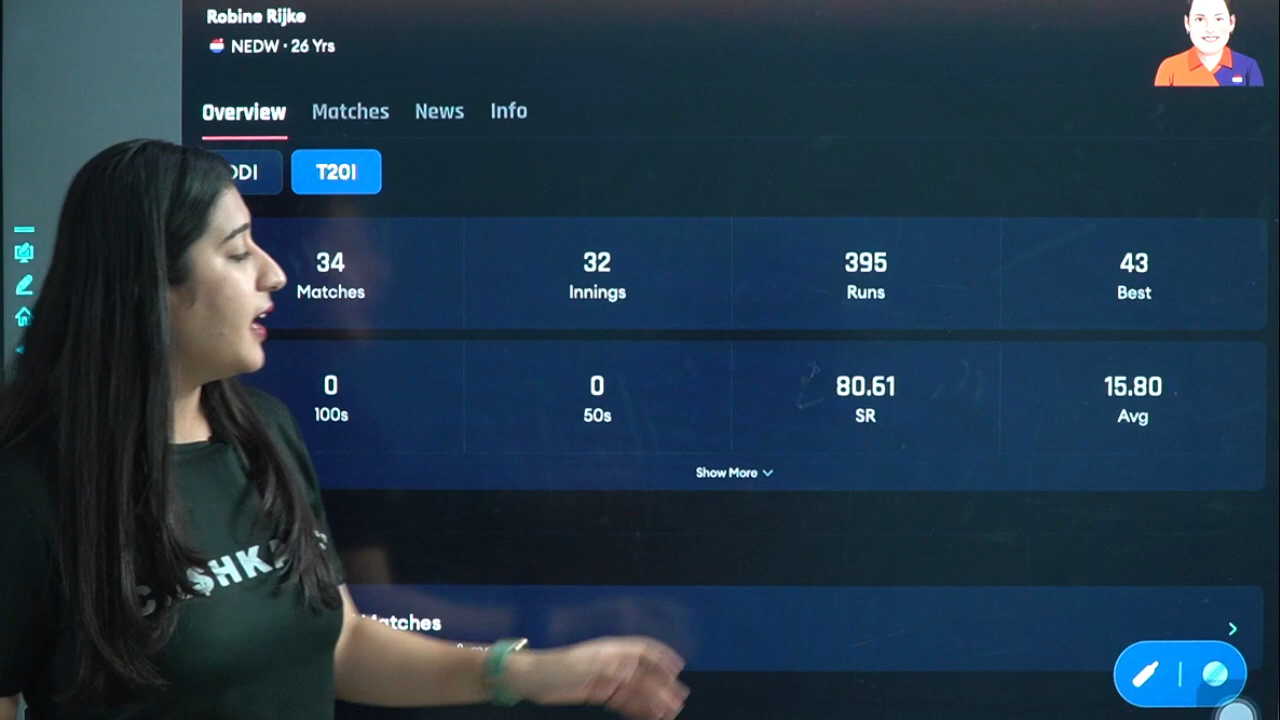 Robine Rijke
NEDW · 26 Yrs
Overview Matches News Info
T20I
34 32 395 43
Matches Innings Runs Best
0 0 80.61 15.80
100s 50s SR Avg
Show More
Matches